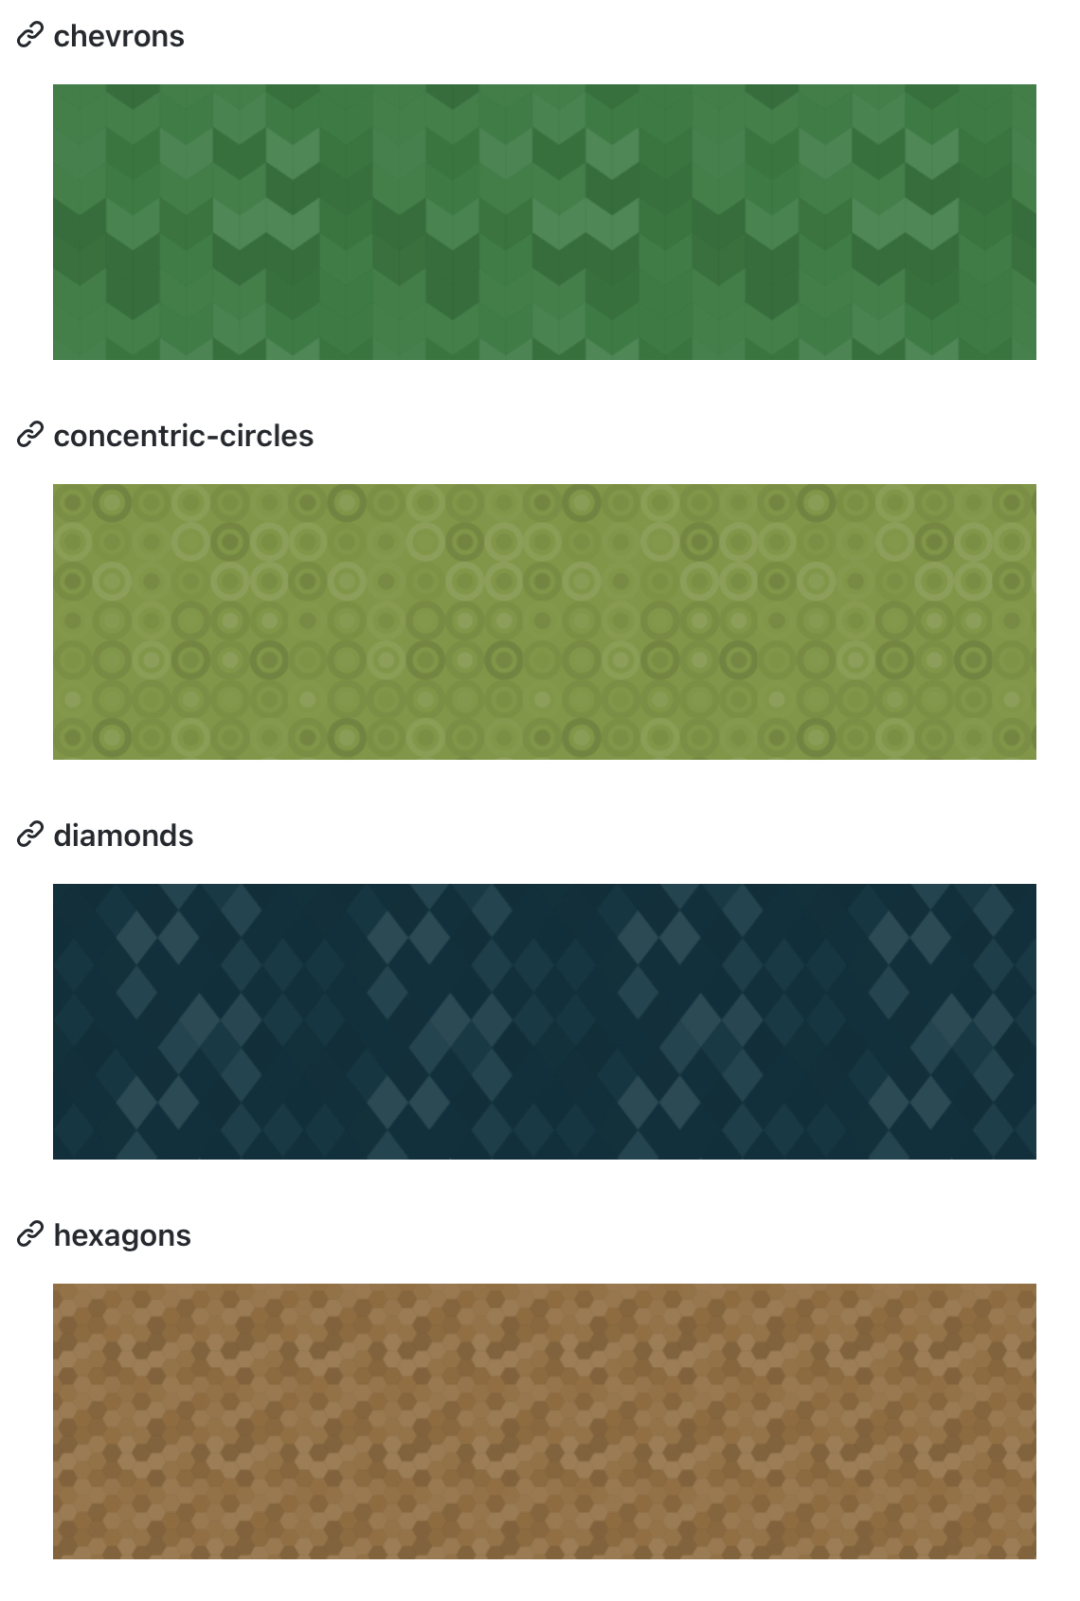 chevrons
concentric-circles
diamonds
hexagons